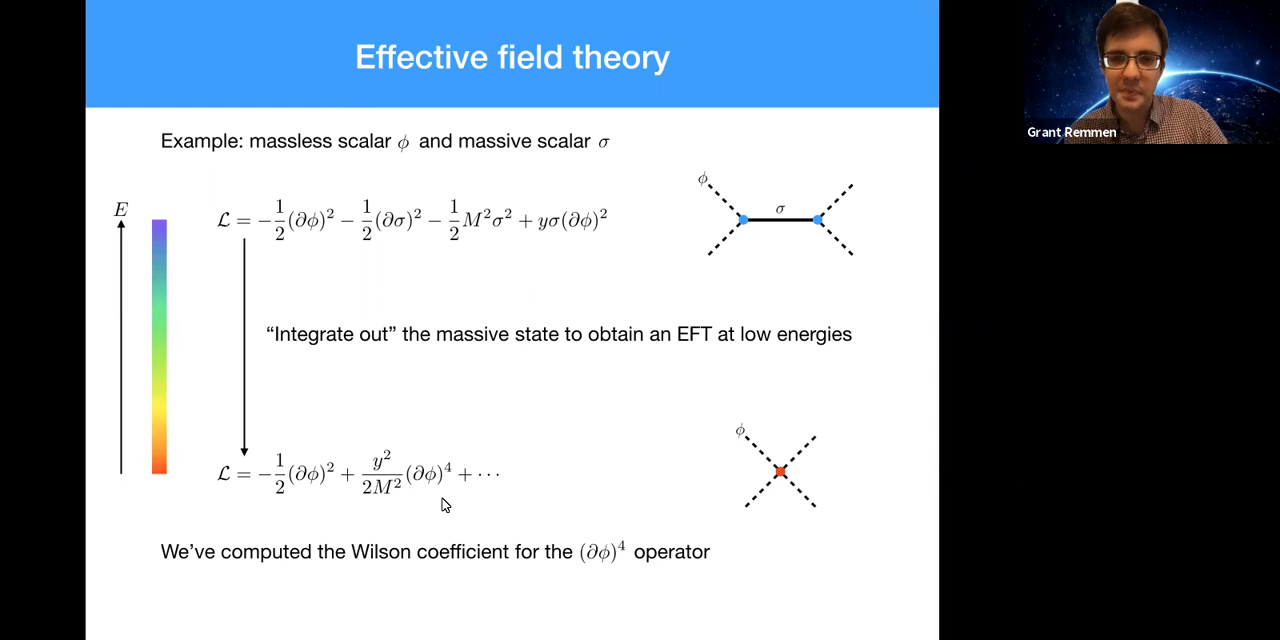 Effective field theory
Grant Remmen
Example: massless scalar ϕ and massive scalar σ
E
ℒ = −1/2(∂ϕ)² − 1/2(∂σ)² − 1/2M²σ² + yσ(∂ϕ)²
ϕ
σ
“Integrate out” the massive state to obtain an EFT at low energies
ℒ = −1/2(∂ϕ)² + y²/2M²(∂ϕ)⁴ + ⋯
ϕ
We’ve computed the Wilson coefficient for the (∂ϕ)⁴ operator